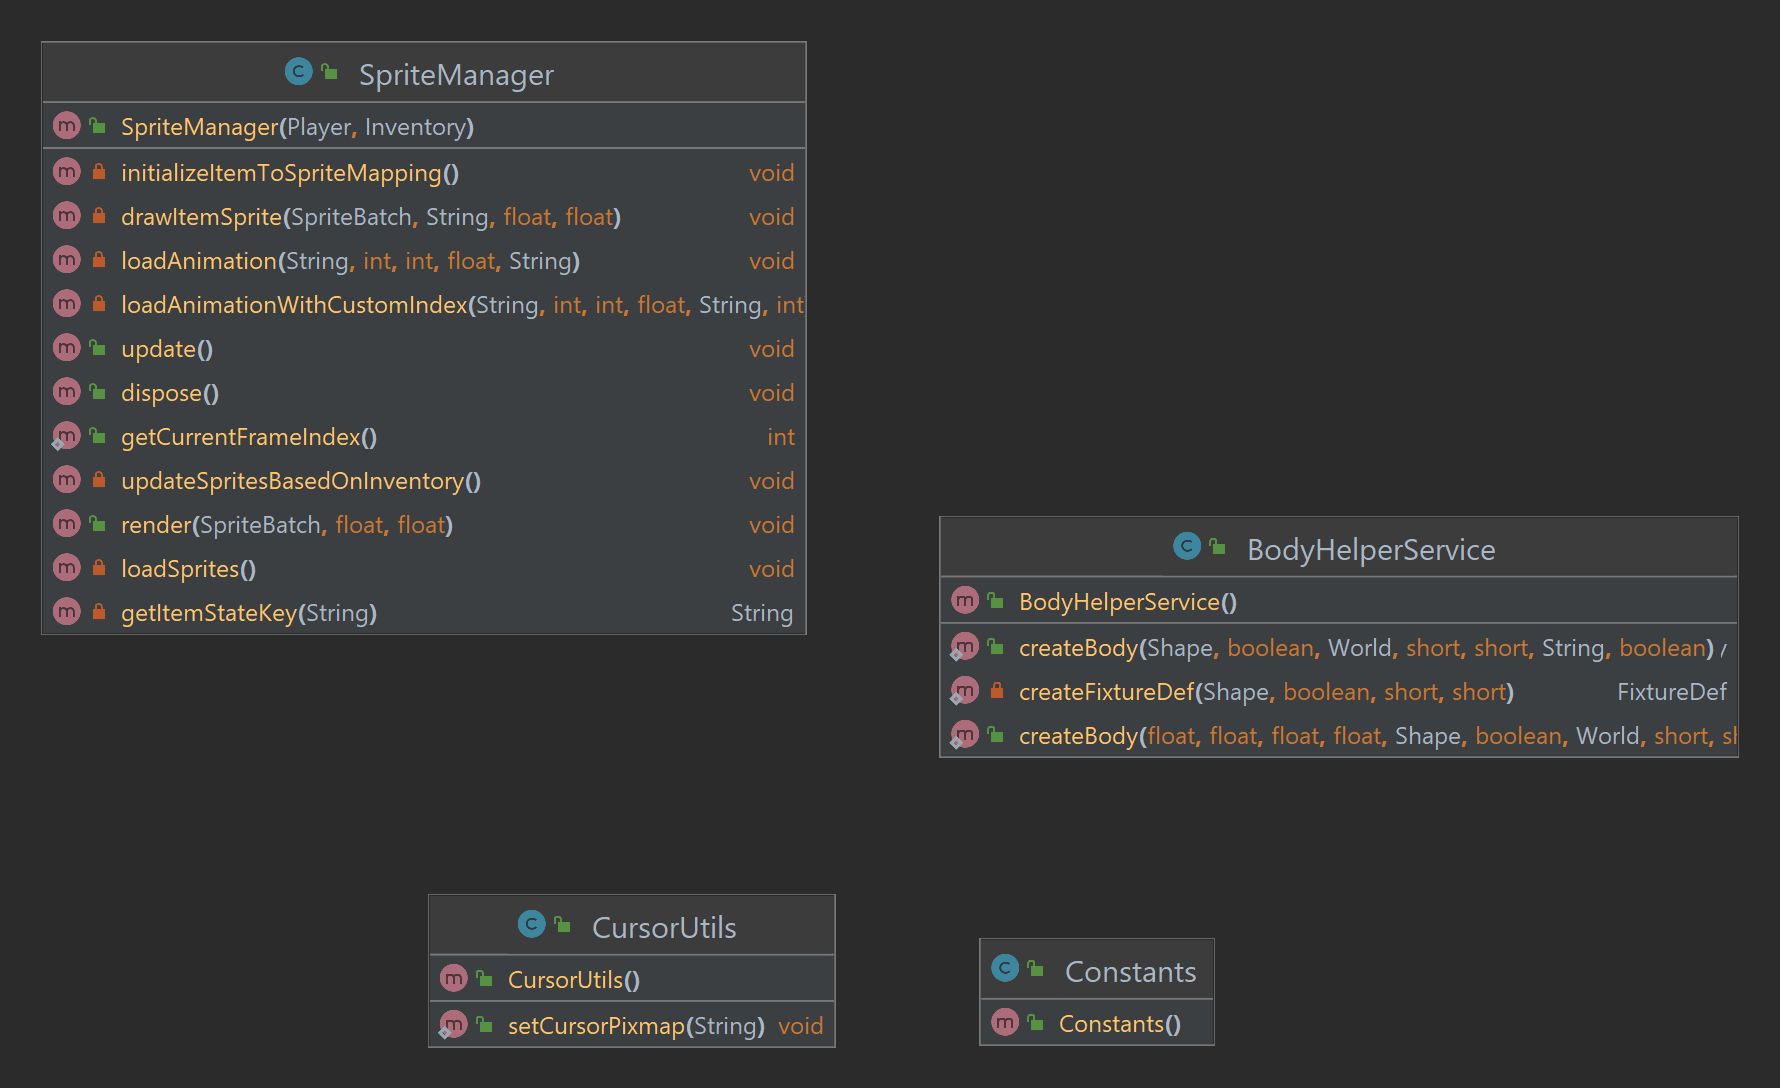 SpriteManager
SpriteManager(Player, Inventory)
initializeItemToSpriteMapping() void
drawItemSprite(SpriteBatch, String, float, float) void
loadAnimation(String, int, int, float, String) void
loadAnimationWithCustomIndex(String, int, int, float, String, int
update() void
dispose() void
getCurrentFrameIndex() int
updateSpritesBasedOnInventory() void
render(SpriteBatch, float, float) void
loadSprites() void
getItemStateKey(String) String
BodyHelperService
BodyHelperService()
createBody(Shape, boolean, World, short, short, String, boolean)
createFixtureDef(Shape, boolean, short, short) FixtureDef
createBody(float, float, float, float, Shape, boolean, World, short,
CursorUtils
CursorUtils()
setCursorPixmap(String) void
Constants
Constants()